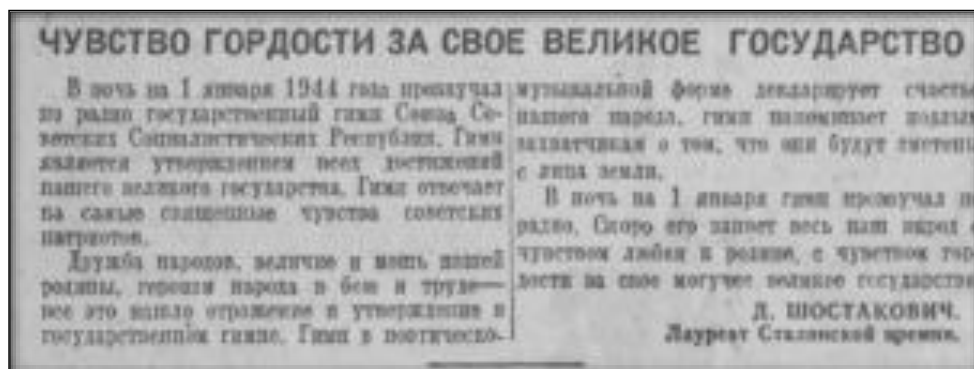 ЧУВСТВО ГОРДОСТИ ЗА СВОЕ ВЕЛИКОЕ ГОСУДАРСТВО
В ночь на 1 января 1944 года прозвучал
по радио государственный гимн Союза Со-
ветских Социалистических Республик. Гимн
является утверждением всех достижений
нашего великого государства. Гимн отвечает
на самые священные чувства советских
патриотов.
Дружба народов, величие и мощь нашей
родины, героизм народа в бою и труде—
все это нашло отражение и утверждение в
государственном гимне. Гимн в поэтическо-
музыкальной форме декларирует счастье
нашего народа, гимн напоминает подлым
захватчикам о том, что они будут сметены
с лица земли.
В ночь на 1 января гимн прозвучал по
радио. Скоро его запоет весь наш народ с
чувством любви к родине, с чувством гор-
дости за свое могучее великое государство.
Д. ШОСТАКОВИЧ.
Лауреат Сталинской премии.